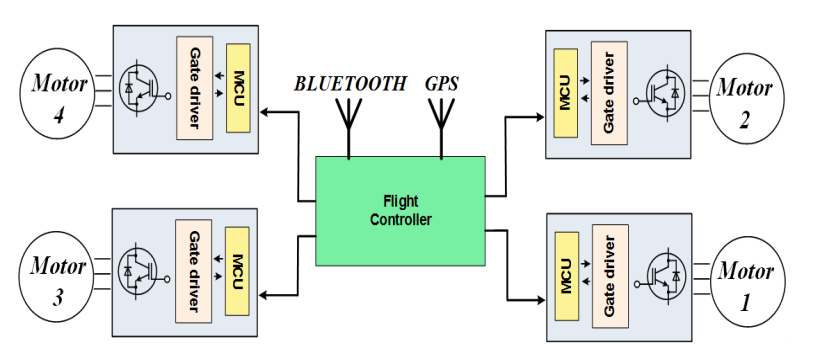 Motor
4
Gate driver
MCU
BLUETOOTH
GPS
MCU
Gate driver
Motor
2
Flight
Controller
Motor
3
Gate driver
MCU
MCU
Gate driver
Motor
1